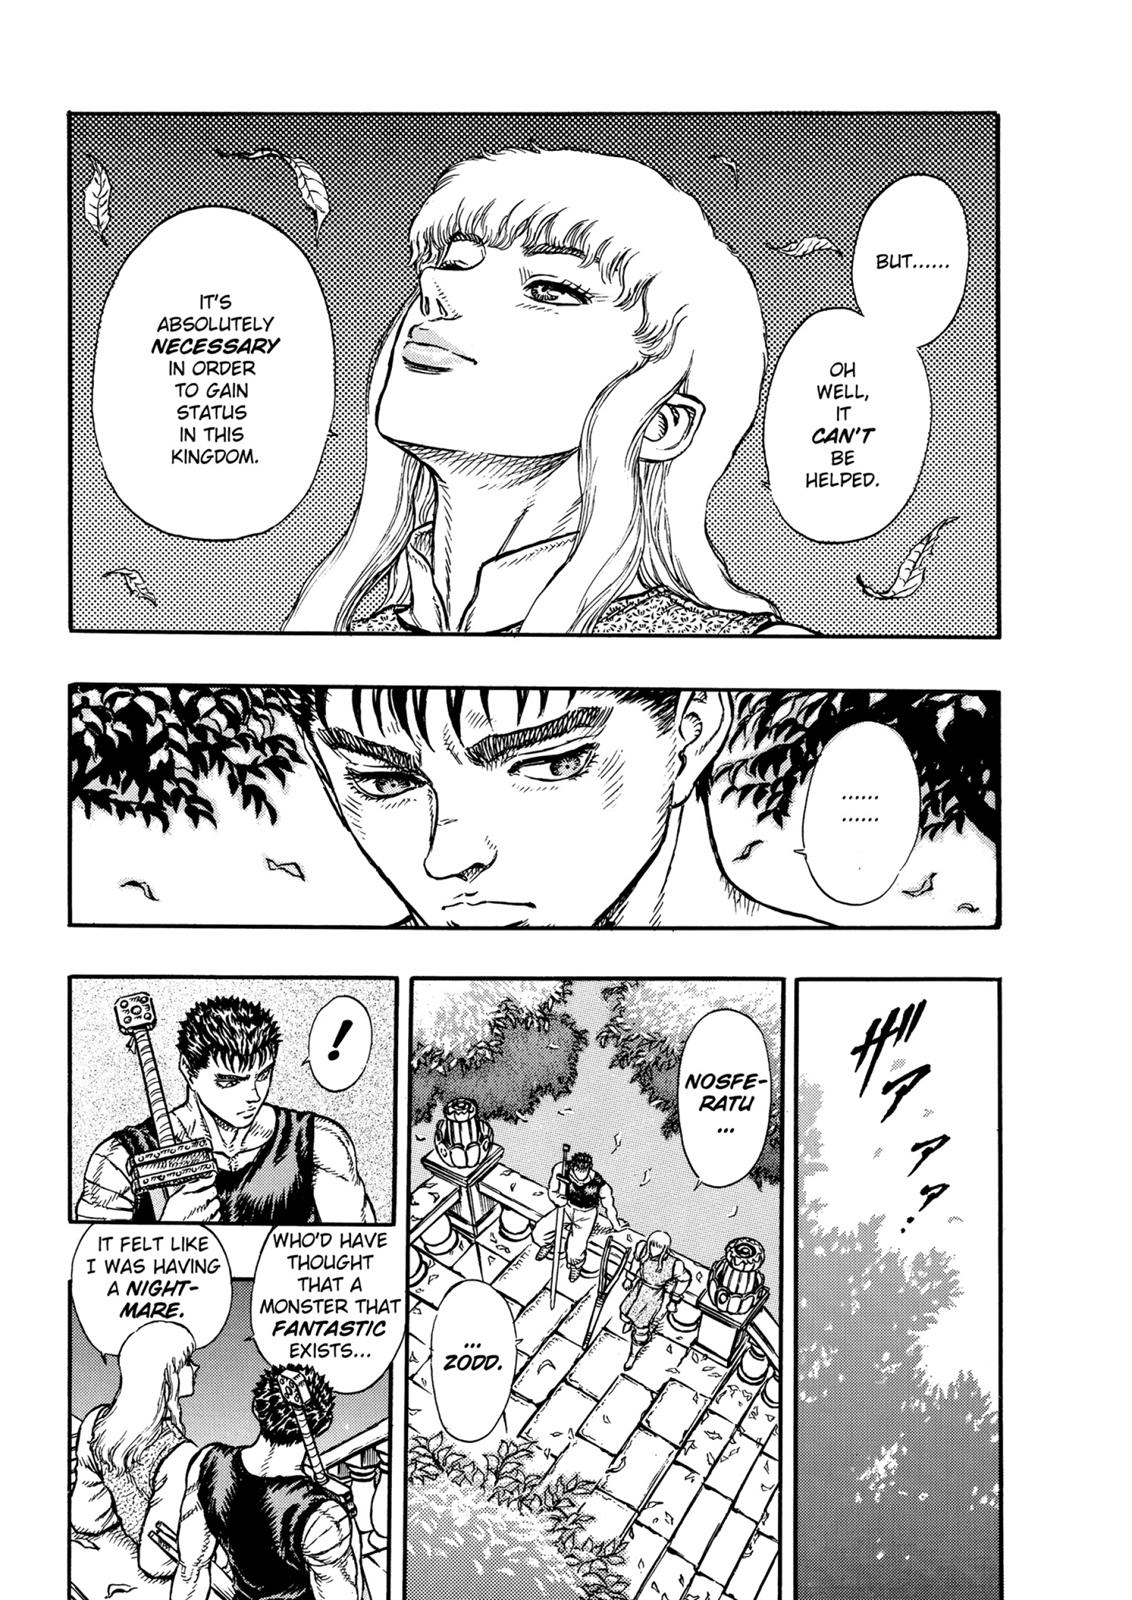 BUT......
OH
WELL,
IT
CAN'T
BE
HELPED.
IT'S
ABSOLUTELY
NECESSARY
IN ORDER
TO GAIN
STATUS
IN THIS
KINGDOM.
......
......
ザァァァ..
NOSFE-
RATU
...
...
ZODD.
!
WHO'D HAVE
THOUGHT
THAT A
MONSTER THAT
FANTASTIC
EXISTS...
IT FELT LIKE
I WAS HAVING
A NIGHT-
MARE.